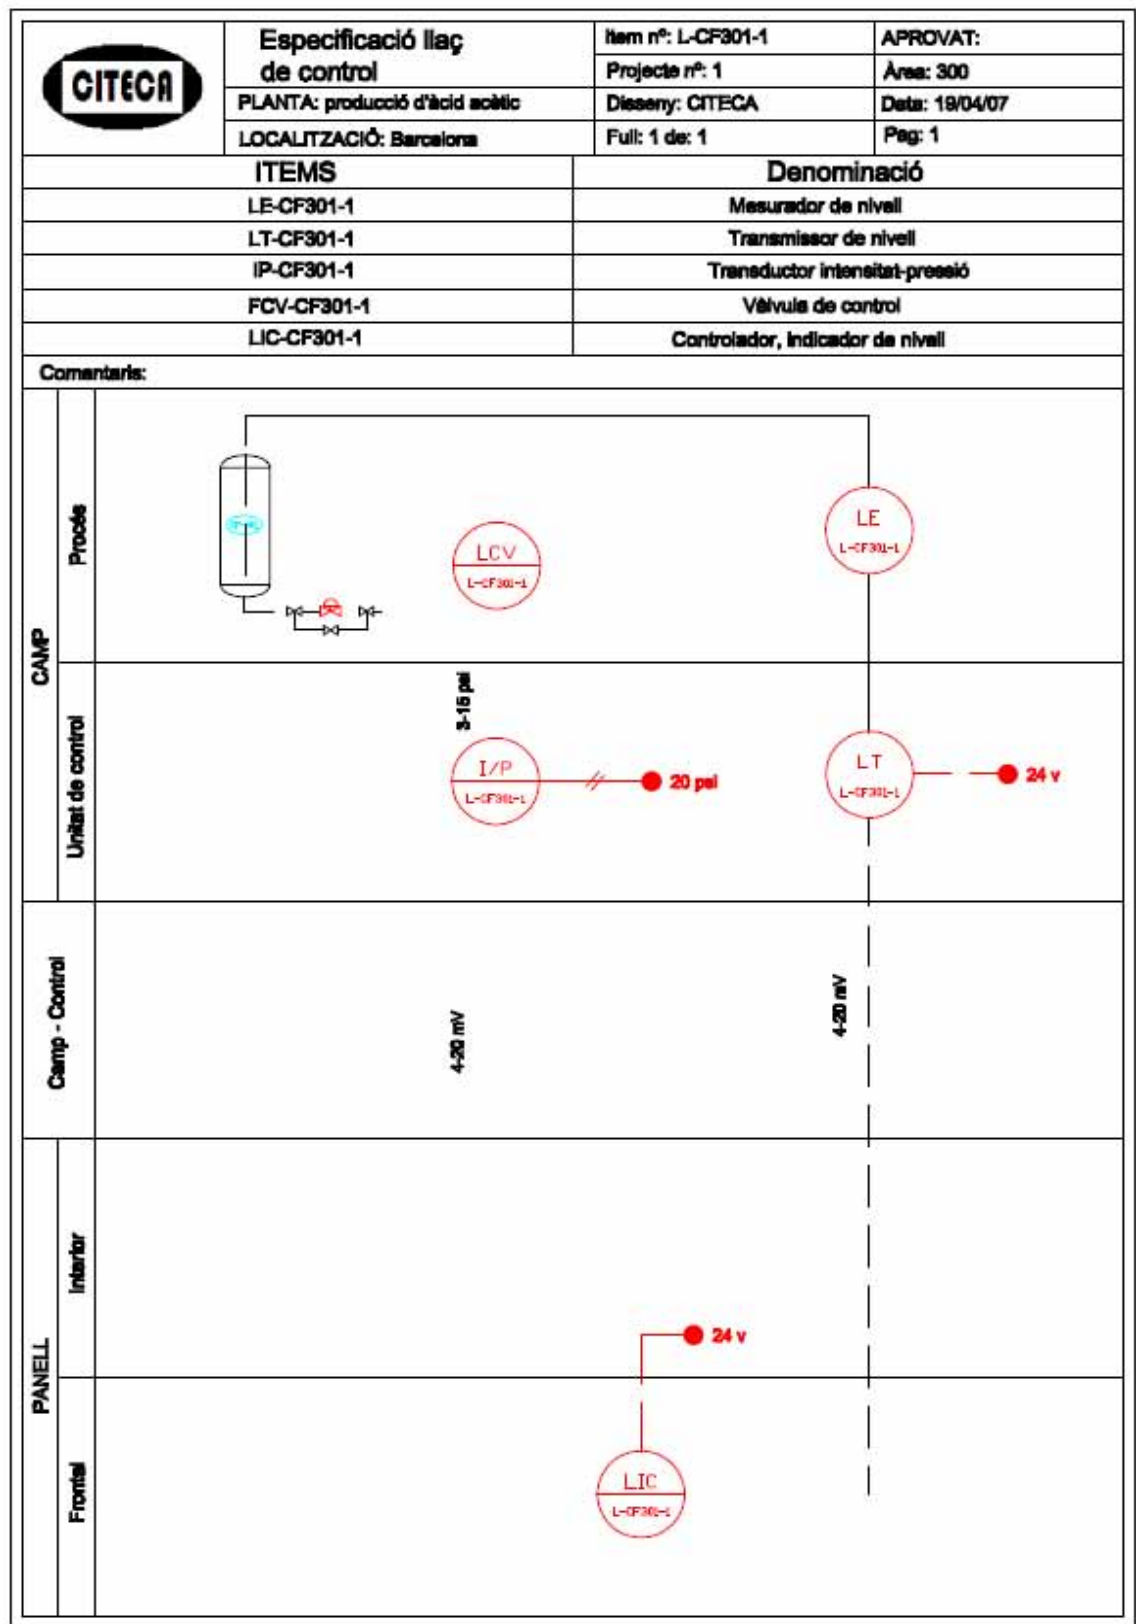 CITECA
Especificació llaç
de control
PLANTA: producció d'àcid acètic
LOCALITZACIÓ: Barcelona
Item nº: L-CF301-1
APROVAT:
Projecte nº: 1
Àrea: 300
Disseny: CITECA
Data: 19/04/07
Full: 1 de: 1
Pag: 1
ITEMS
Denominació
LE-CF301-1
Mesurador de nivell
LT-CF301-1
Transmissor de nivell
IP-CF301-1
Transductor intensitat-pressió
FCV-CF301-1
Vàlvula de control
LIC-CF301-1
Controlador, indicador de nivell
Comentaris:
CAMP
Procés
LCV
L-CF301-1
LE
L-CF301-1
Unitat de control
3-15 psi
I/P
L-CF301-1
20 psi
LT
L-CF301-1
24 v
Camp - Control
4-20 mV
4-20 mV
PANELL
Interior
24 v
Frontal
LIC
L-CF301-1